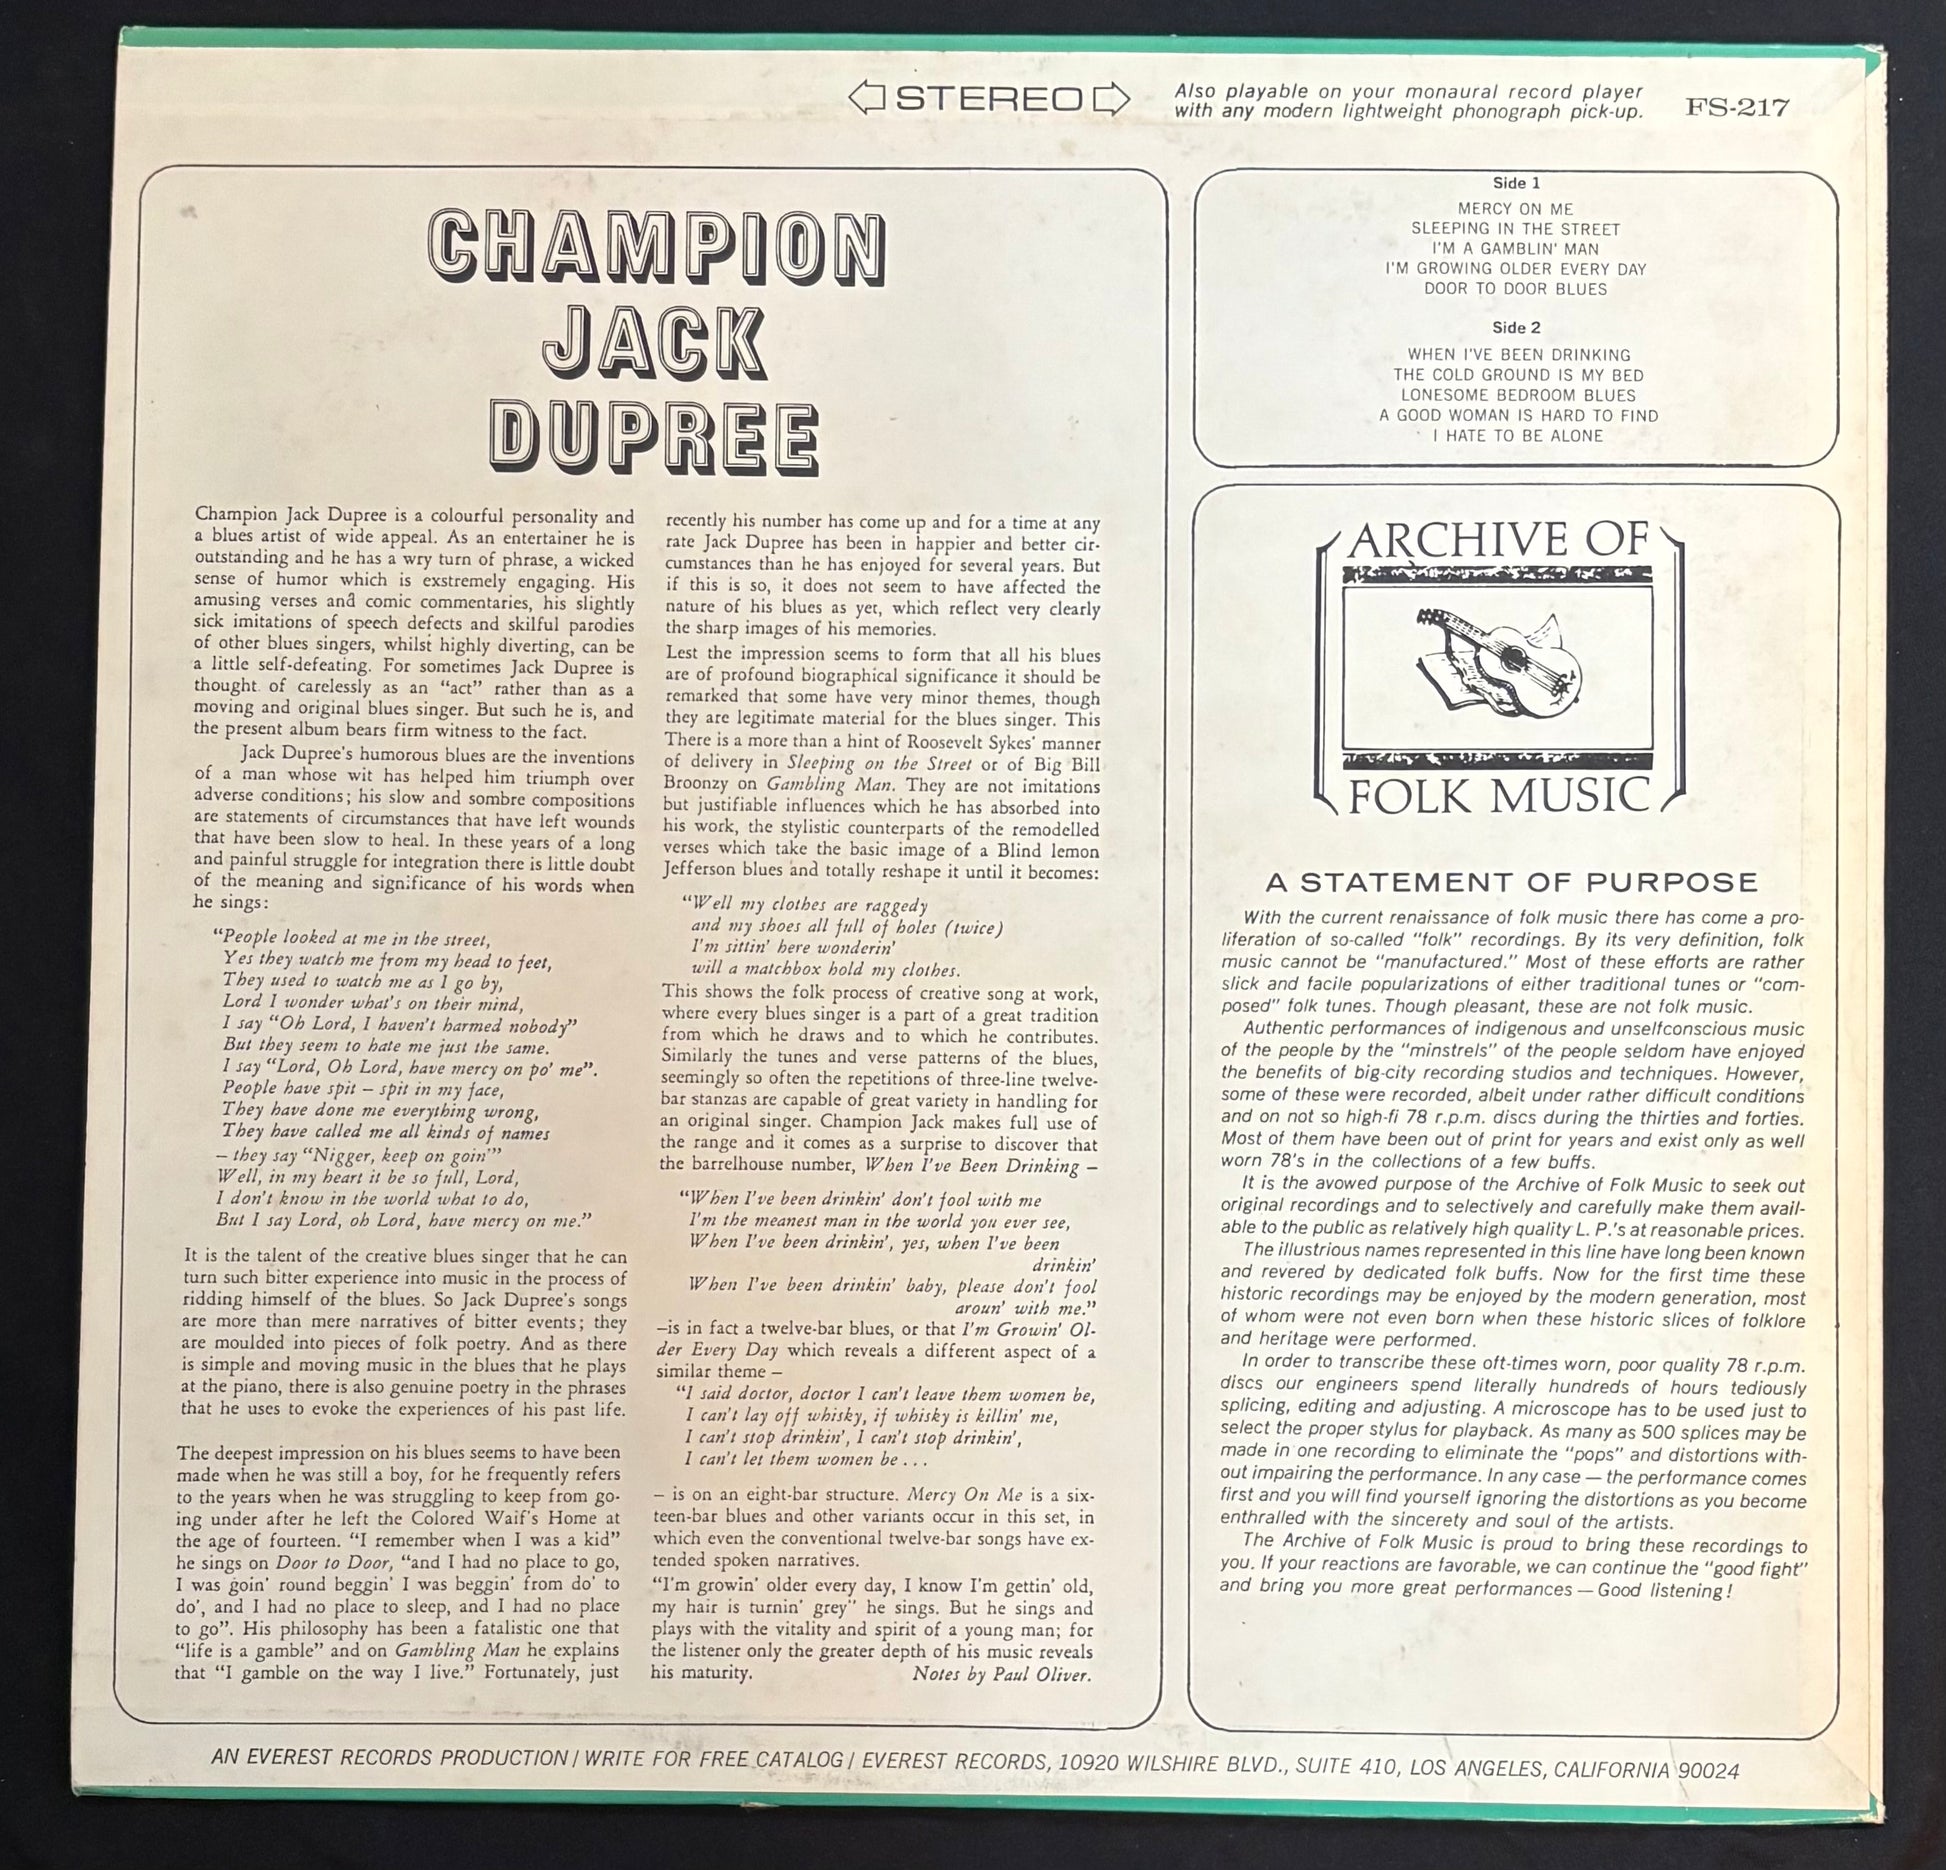 STEREO
Also playable on your monaural record player
with any modern lightweight phonograph pick-up.
FS-217
CHAMPION
JACK
DUPREE
Champion Jack Dupree is a colourful personality and
a blues artist of wide appeal. As an entertainer he is
outstanding and he has a wry turn of phrase, a wicked
sense of humor which is exstremely engaging. His
amusing verses and comic commentaries, his slightly
sick imitations of speech defects and skilful parodies
of other blues singers, whilst highly diverting, can be
a little self-defeating. For sometimes Jack Dupree is
thought of carelessly as an “act” rather than as a
moving and original blues singer. But such he is, and
the present album bears firm witness to the fact.
Jack Dupree's humorous blues are the inventions
of a man whose wit has helped him triumph over
adverse conditions; his slow and sombre compositions
are statements of circumstances that have left wounds
that have been slow to heal. In these years of a long
and painful struggle for integration there is little doubt
of the meaning and significance of his words when
he sings:
“People looked at me in the street,
Yes they watch me from my head to feet,
They used to watch me as I go by,
Lord I wonder what's on their mind,
I say “Oh Lord, I haven't harmed nobody”
But they seem to hate me just the same.
I say “Lord, Oh Lord, have mercy on po' me”.
People have spit – spit in my face,
They have done me everything wrong,
They have called me all kinds of names
– they say “Nigger, keep on goin'”
Well, in my heart it be so full, Lord,
I don't know in the world what to do,
But I say Lord, oh Lord, have mercy on me.”
It is the talent of the creative blues singer that he can
turn such bitter experience into music in the process of
ridding himself of the blues. So Jack Dupree's songs
are more than mere narratives of bitter events; they
are moulded into pieces of folk poetry. And as there
is simple and moving music in the blues that he plays
at the piano, there is also genuine poetry in the phrases
that he uses to evoke the experiences of his past life.
The deepest impression on his blues seems to have been
made when he was still a boy, for he frequently refers
to the years when he was struggling to keep from go-
ing under after he left the Colored Waif's Home at
the age of fourteen. “I remember when I was a kid”
he sings on Door to Door, “and I had no place to go,
I was goin' round beggin' I was beggin' from do' to
do', and I had no place to sleep, and I had no place
to go”. His philosophy has been a fatalistic one that
“life is a gamble” and on Gambling Man he explains
that “I gamble on the way I live.” Fortunately, just
recently his number has come up and for a time at any
rate Jack Dupree has been in happier and better cir-
cumstances than he has enjoyed for several years. But
if this is so, it does not seem to have affected the
nature of his blues as yet, which reflect very clearly
the sharp images of his memories.
Lest the impression seems to form that all his blues
are of profound biographical significance it should be
remarked that some have very minor themes, though
they are legitimate material for the blues singer. This
There is a more than a hint of Roosevelt Sykes' manner
of delivery in Sleeping on the Street or of Big Bill
Broonzy on Gambling Man. They are not imitations
but justifiable influences which he has absorbed into
his work, the stylistic counterparts of the remodelled
verses which take the basic image of a Blind lemon
Jefferson blues and totally reshape it until it becomes:
“Well my clothes are raggedy
and my shoes all full of holes (twice)
I'm sittin' here wonderin'
will a matchbox hold my clothes.
This shows the folk process of creative song at work,
where every blues singer is a part of a great tradition
from which he draws and to which he contributes.
Similarly the tunes and verse patterns of the blues,
seemingly so often the repetitions of three-line twelve-
bar stanzas are capable of great variety in handling for
an original singer. Champion Jack makes full use of
the range and it comes as a surprise to discover that
the barrelhouse number, When I've Been Drinking –
“When I've been drinkin' don't fool with me
I'm the meanest man in the world you ever see,
When I've been drinkin', yes, when I've been
drinkin'
When I've been drinkin' baby, please don't fool
aroun' with me.”
–is in fact a twelve-bar blues, or that I'm Growin' Ol-
der Every Day which reveals a different aspect of a
similar theme –
“I said doctor, doctor I can't leave them women be,
I can't lay off whisky, if whisky is killin' me,
I can't stop drinkin', I can't stop drinkin',
I can't let them women be . . .
– is on an eight-bar structure. Mercy On Me is a six-
teen-bar blues and other variants occur in this set, in
which even the conventional twelve-bar songs have ex-
tended spoken narratives.
“I'm growin' older every day, I know I'm gettin' old,
my hair is turnin' grey” he sings. But he sings and
plays with the vitality and spirit of a young man; for
the listener only the greater depth of his music reveals
his maturity. Notes by Paul Oliver.
Side 1
MERCY ON ME
SLEEPING IN THE STREET
I'M A GAMBLIN' MAN
I'M GROWING OLDER EVERY DAY
DOOR TO DOOR BLUES
Side 2
WHEN I'VE BEEN DRINKING
THE COLD GROUND IS MY BED
LONESOME BEDROOM BLUES
A GOOD WOMAN IS HARD TO FIND
I HATE TO BE ALONE
ARCHIVE OF
FOLK MUSIC
A STATEMENT OF PURPOSE
With the current renaissance of folk music there has come a pro-
liferation of so-called “folk” recordings. By its very definition, folk
music cannot be “manufactured.” Most of these efforts are rather
slick and facile popularizations of either traditional tunes or “com-
posed” folk tunes. Though pleasant, these are not folk music.
Authentic performances of indigenous and unselfconscious music
of the people by the “minstrels” of the people seldom have enjoyed
the benefits of big-city recording studios and techniques. However,
some of these were recorded, albeit under rather difficult conditions
and on not so high-fi 78 r.p.m. discs during the thirties and forties.
Most of them have been out of print for years and exist only as well
worn 78's in the collections of a few buffs.
It is the avowed purpose of the Archive of Folk Music to seek out
original recordings and to selectively and carefully make them avail-
able to the public as relatively high quality L. P.'s at reasonable prices.
The illustrious names represented in this line have long been known
and revered by dedicated folk buffs. Now for the first time these
historic recordings may be enjoyed by the modern generation, most
of whom were not even born when these historic slices of folklore
and heritage were performed.
In order to transcribe these oft-times worn, poor quality 78 r.p.m.
discs our engineers spend literally hundreds of hours tediously
splicing, editing and adjusting. A microscope has to be used just to
select the proper stylus for playback. As many as 500 splices may be
made in one recording to eliminate the “pops” and distortions with-
out impairing the performance. In any case — the performance comes
first and you will find yourself ignoring the distortions as you become
enthralled with the sincerety and soul of the artists.
The Archive of Folk Music is proud to bring these recordings to
you. If your reactions are favorable, we can continue the “good fight”
and bring you more great performances — Good listening!
AN EVEREST RECORDS PRODUCTION / WRITE FOR FREE CATALOG / EVEREST RECORDS, 10920 WILSHIRE BLVD., SUITE 410, LOS ANGELES, CALIFORNIA 90024